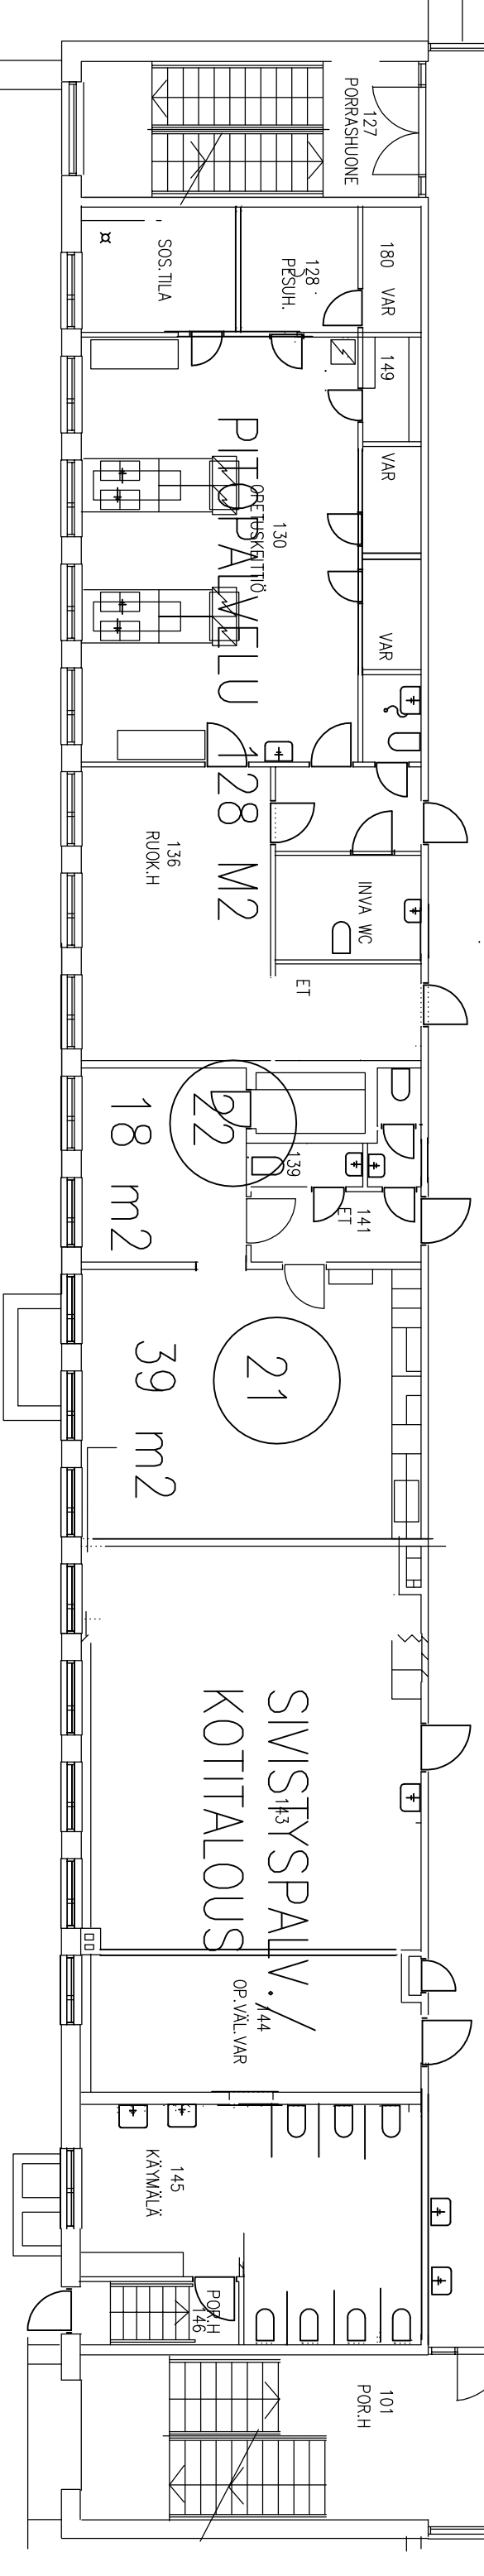 127
PORRASHUONE
180 VAR
128
PESUH.
SOS.TILA
149
VAR
130
OPETUSKEITTIÖ
PITOPALVELU 128 M2
VAR
136
RUOK.H
INVA WC
ET
22
18 m2
139
141
ET
21
39 m2
143
SIVISTYSPALV./
KOTITALOUS
144
OP.VÄL.VAR
145
KÄYMÄLÄ
POR.H
146
101
POR.H